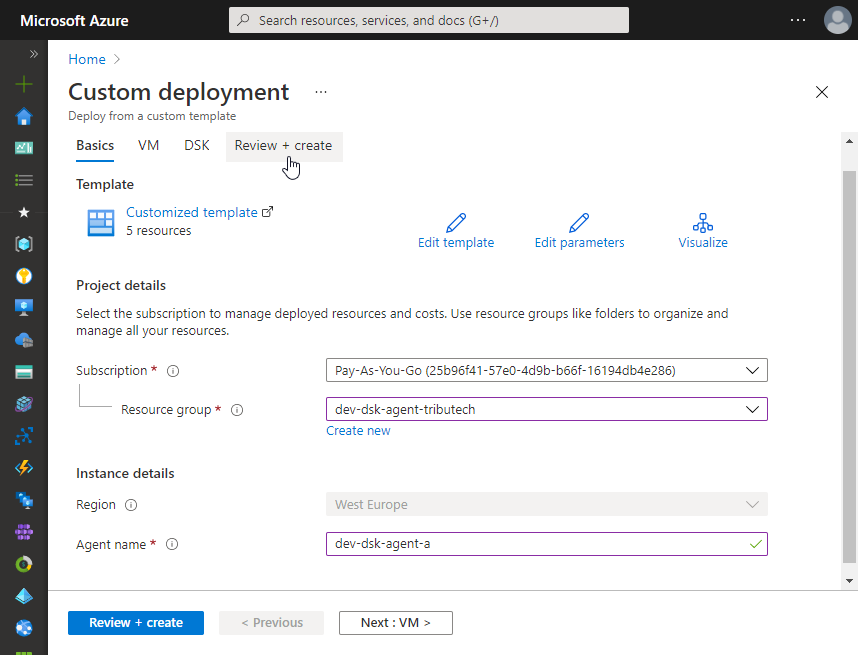 Microsoft Azure
Search resources, services, and docs (G+/)
Home
Custom deployment
Deploy from a custom template
Basics VM DSK Review + create
Template
Customized template
5 resources
Edit template Edit parameters Visualize
Project details
Select the subscription to manage deployed resources and costs. Use resource groups like folders to organize and
manage all your resources.
Subscription * Pay-As-You-Go (25b96f41-57e0-4d9b-b66f-16194db4e286)
Resource group * dev-dsk-agent-tributech
Create new
Instance details
Region West Europe
Agent name * dev-dsk-agent-a
Review + create < Previous Next : VM >